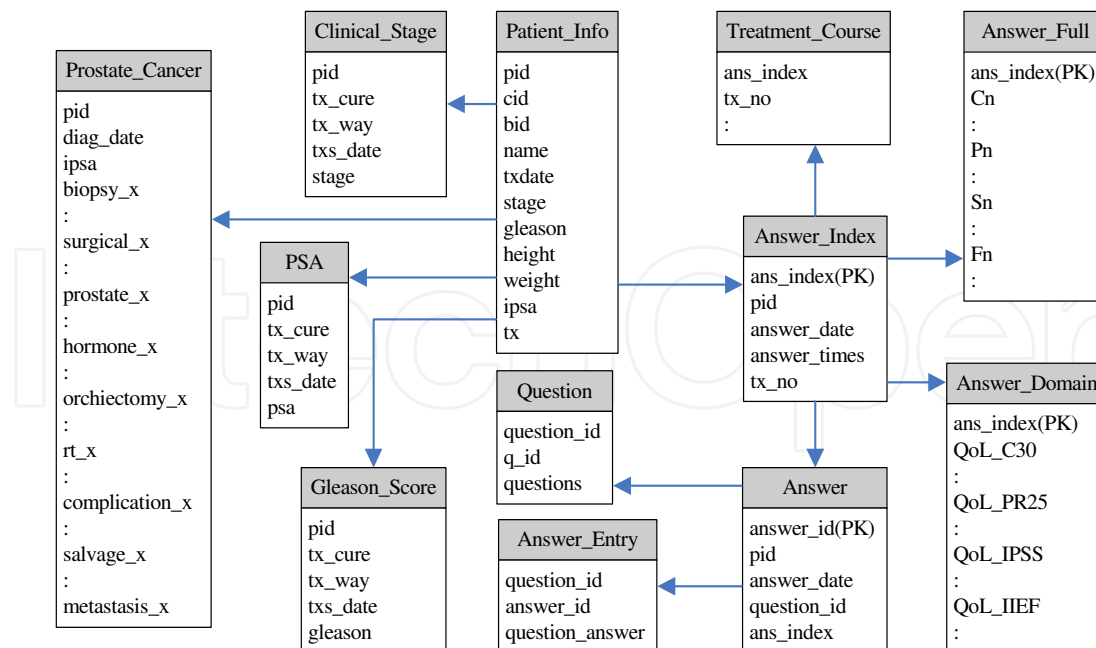 Prostate_Cancer
pid
diag_date
ipsa
biopsy_x
:
surgical_x
:
prostate_x
:
hormone_x
:
orchiectomy_x
:
rt_x
:
complication_x
:
salvage_x
:
metastasis_x
Clinical_Stage
pid
tx_cure
tx_way
txs_date
stage
PSA
pid
tx_cure
tx_way
txs_date
psa
Gleason_Score
pid
tx_cure
tx_way
txs_date
gleason
Patient_Info
pid
cid
bid
name
txdate
stage
gleason
height
weight
ipsa
tx
Question
question_id
q_id
questions
Answer_Entry
question_id
answer_id
question_answer
Treatment_Course
ans_index
tx_no
:
Answer_Index
ans_index(PK)
pid
answer_date
answer_times
tx_no
Answer
answer_id(PK)
pid
answer_date
question_id
ans_index
Answer_Full
ans_index(PK)
Cn
:
Pn
:
Sn
:
Fn
:
Answer_Domain
ans_index(PK)
QoL_C30
:
QoL_PR25
:
QoL_IPSS
:
QoL_IIEF
: